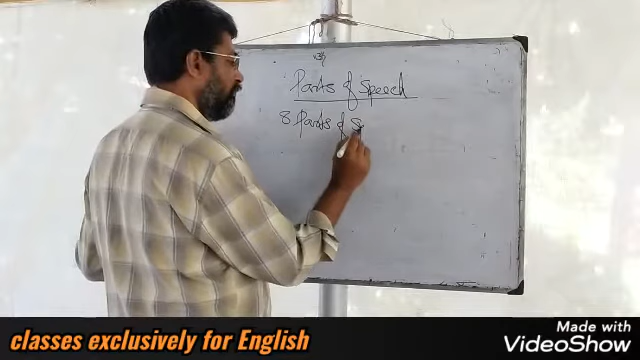 Parts of Speech
8 Parts of S
classes exclusively for English
Made with
VideoShow